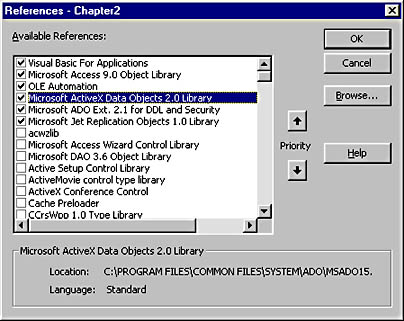 References - Chapter2
Available References:
Visual Basic For Applications
Microsoft Access 9.0 Object Library
OLE Automation
Microsoft ActiveX Data Objects 2.0 Library
Microsoft ADO Ext. 2.1 for DDL and Security
Microsoft Jet Replication Objects 1.0 Library
acwzlib
Microsoft Access Wizard Control Library
Microsoft DAO 3.6 Object Library
Active Setup Control Library
ActiveMovie control type library
ActiveX Conference Control
Cache Preloader
CCrsWpp 1.0 Type Library
OK
Cancel
Browse...
Priority
Help
Microsoft ActiveX Data Objects 2.0 Library
Location: C:\PROGRAM FILES\COMMON FILES\SYSTEM\ADO\MSADO15.
Language: Standard